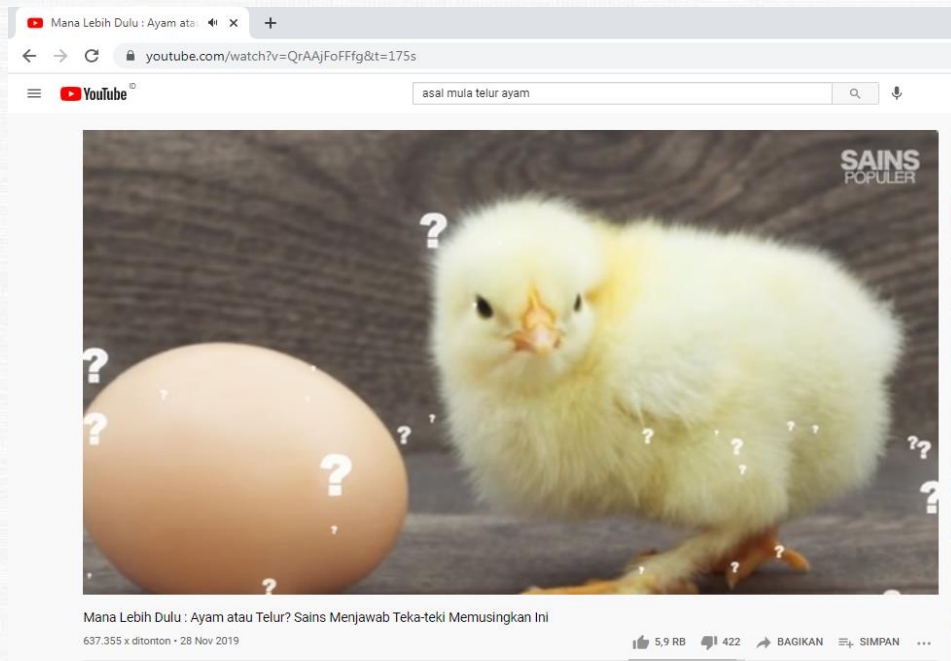 Mana Lebih Dulu : Ayam ata
youtube.com/watch?v=QrAAjFoFFfg&t=175s
YouTube ID
asal mula telur ayam
SAINS
POPULER
? ? ? ? ? ? ? ? ? ? ? ? ? ? ? ? ? ?
Mana Lebih Dulu : Ayam atau Telur? Sains Menjawab Teka-teki Memusingkan Ini
637.355 x ditonton • 28 Nov 2019
5,9 RB 422 BAGIKAN SIMPAN